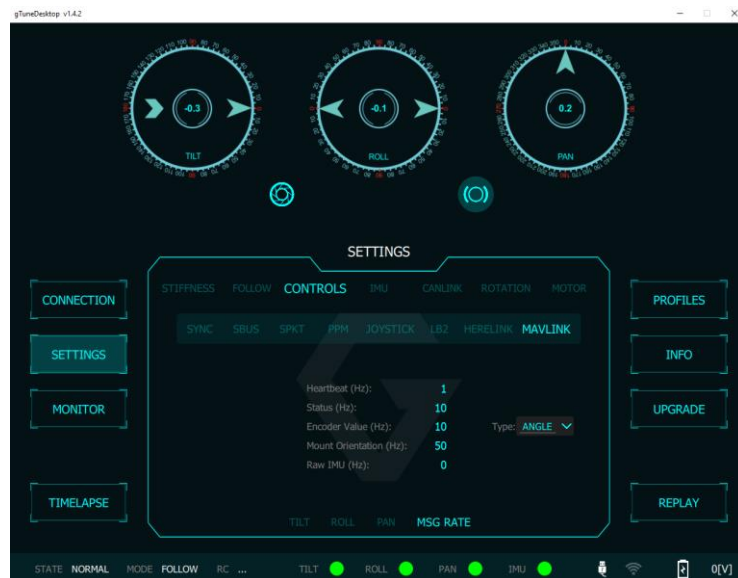 gTuneDesktop v1.4.2
-0.3
TILT
-0.1
ROLL
0.2
PAN
SETTINGS
STIFFNESS FOLLOW CONTROLS IMU CANLINK ROTATION MOTOR
SYNC SBUS SPKT PPM JOYSTICK LB2 HERELINK MAVLINK
CONNECTION
SETTINGS
MONITOR
TIMELAPSE
Heartbeat (Hz): 1
Status (Hz): 10
Encoder Value (Hz): 10 Type: ANGLE
Mount Orientation (Hz): 50
Raw IMU (Hz): 0
TILT ROLL PAN MSG RATE
PROFILES
INFO
UPGRADE
REPLAY
STATE NORMAL MODE FOLLOW RC ... TILT ROLL PAN IMU 0[V]